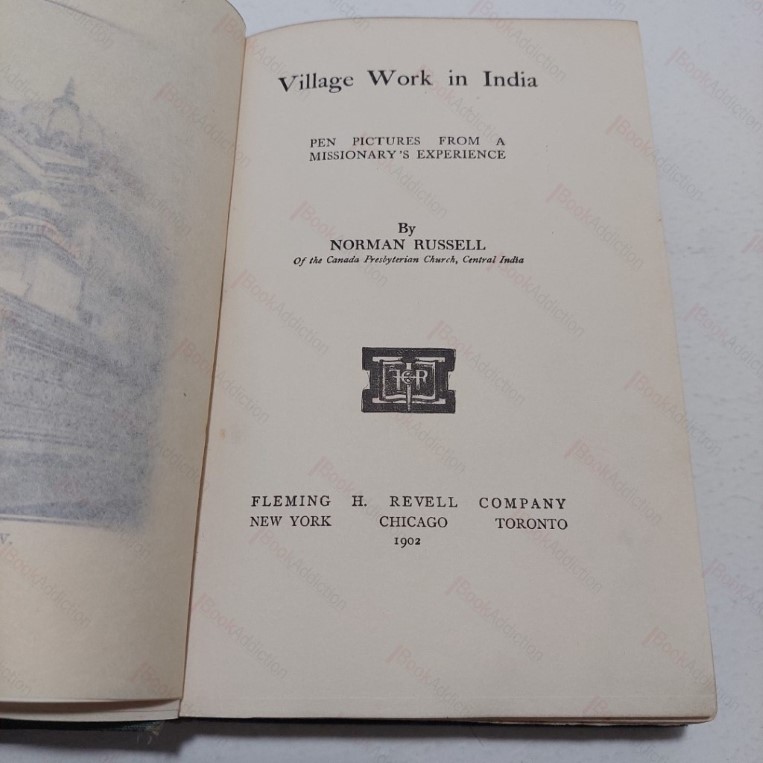 Village Work in India
PEN PICTURES FROM A
MISSIONARY'S EXPERIENCE
By
NORMAN RUSSELL
Of the Canada Presbyterian Church, Central India
FLEMING H. REVELL COMPANY
NEW YORK CHICAGO TORONTO
1902
BookAddiction